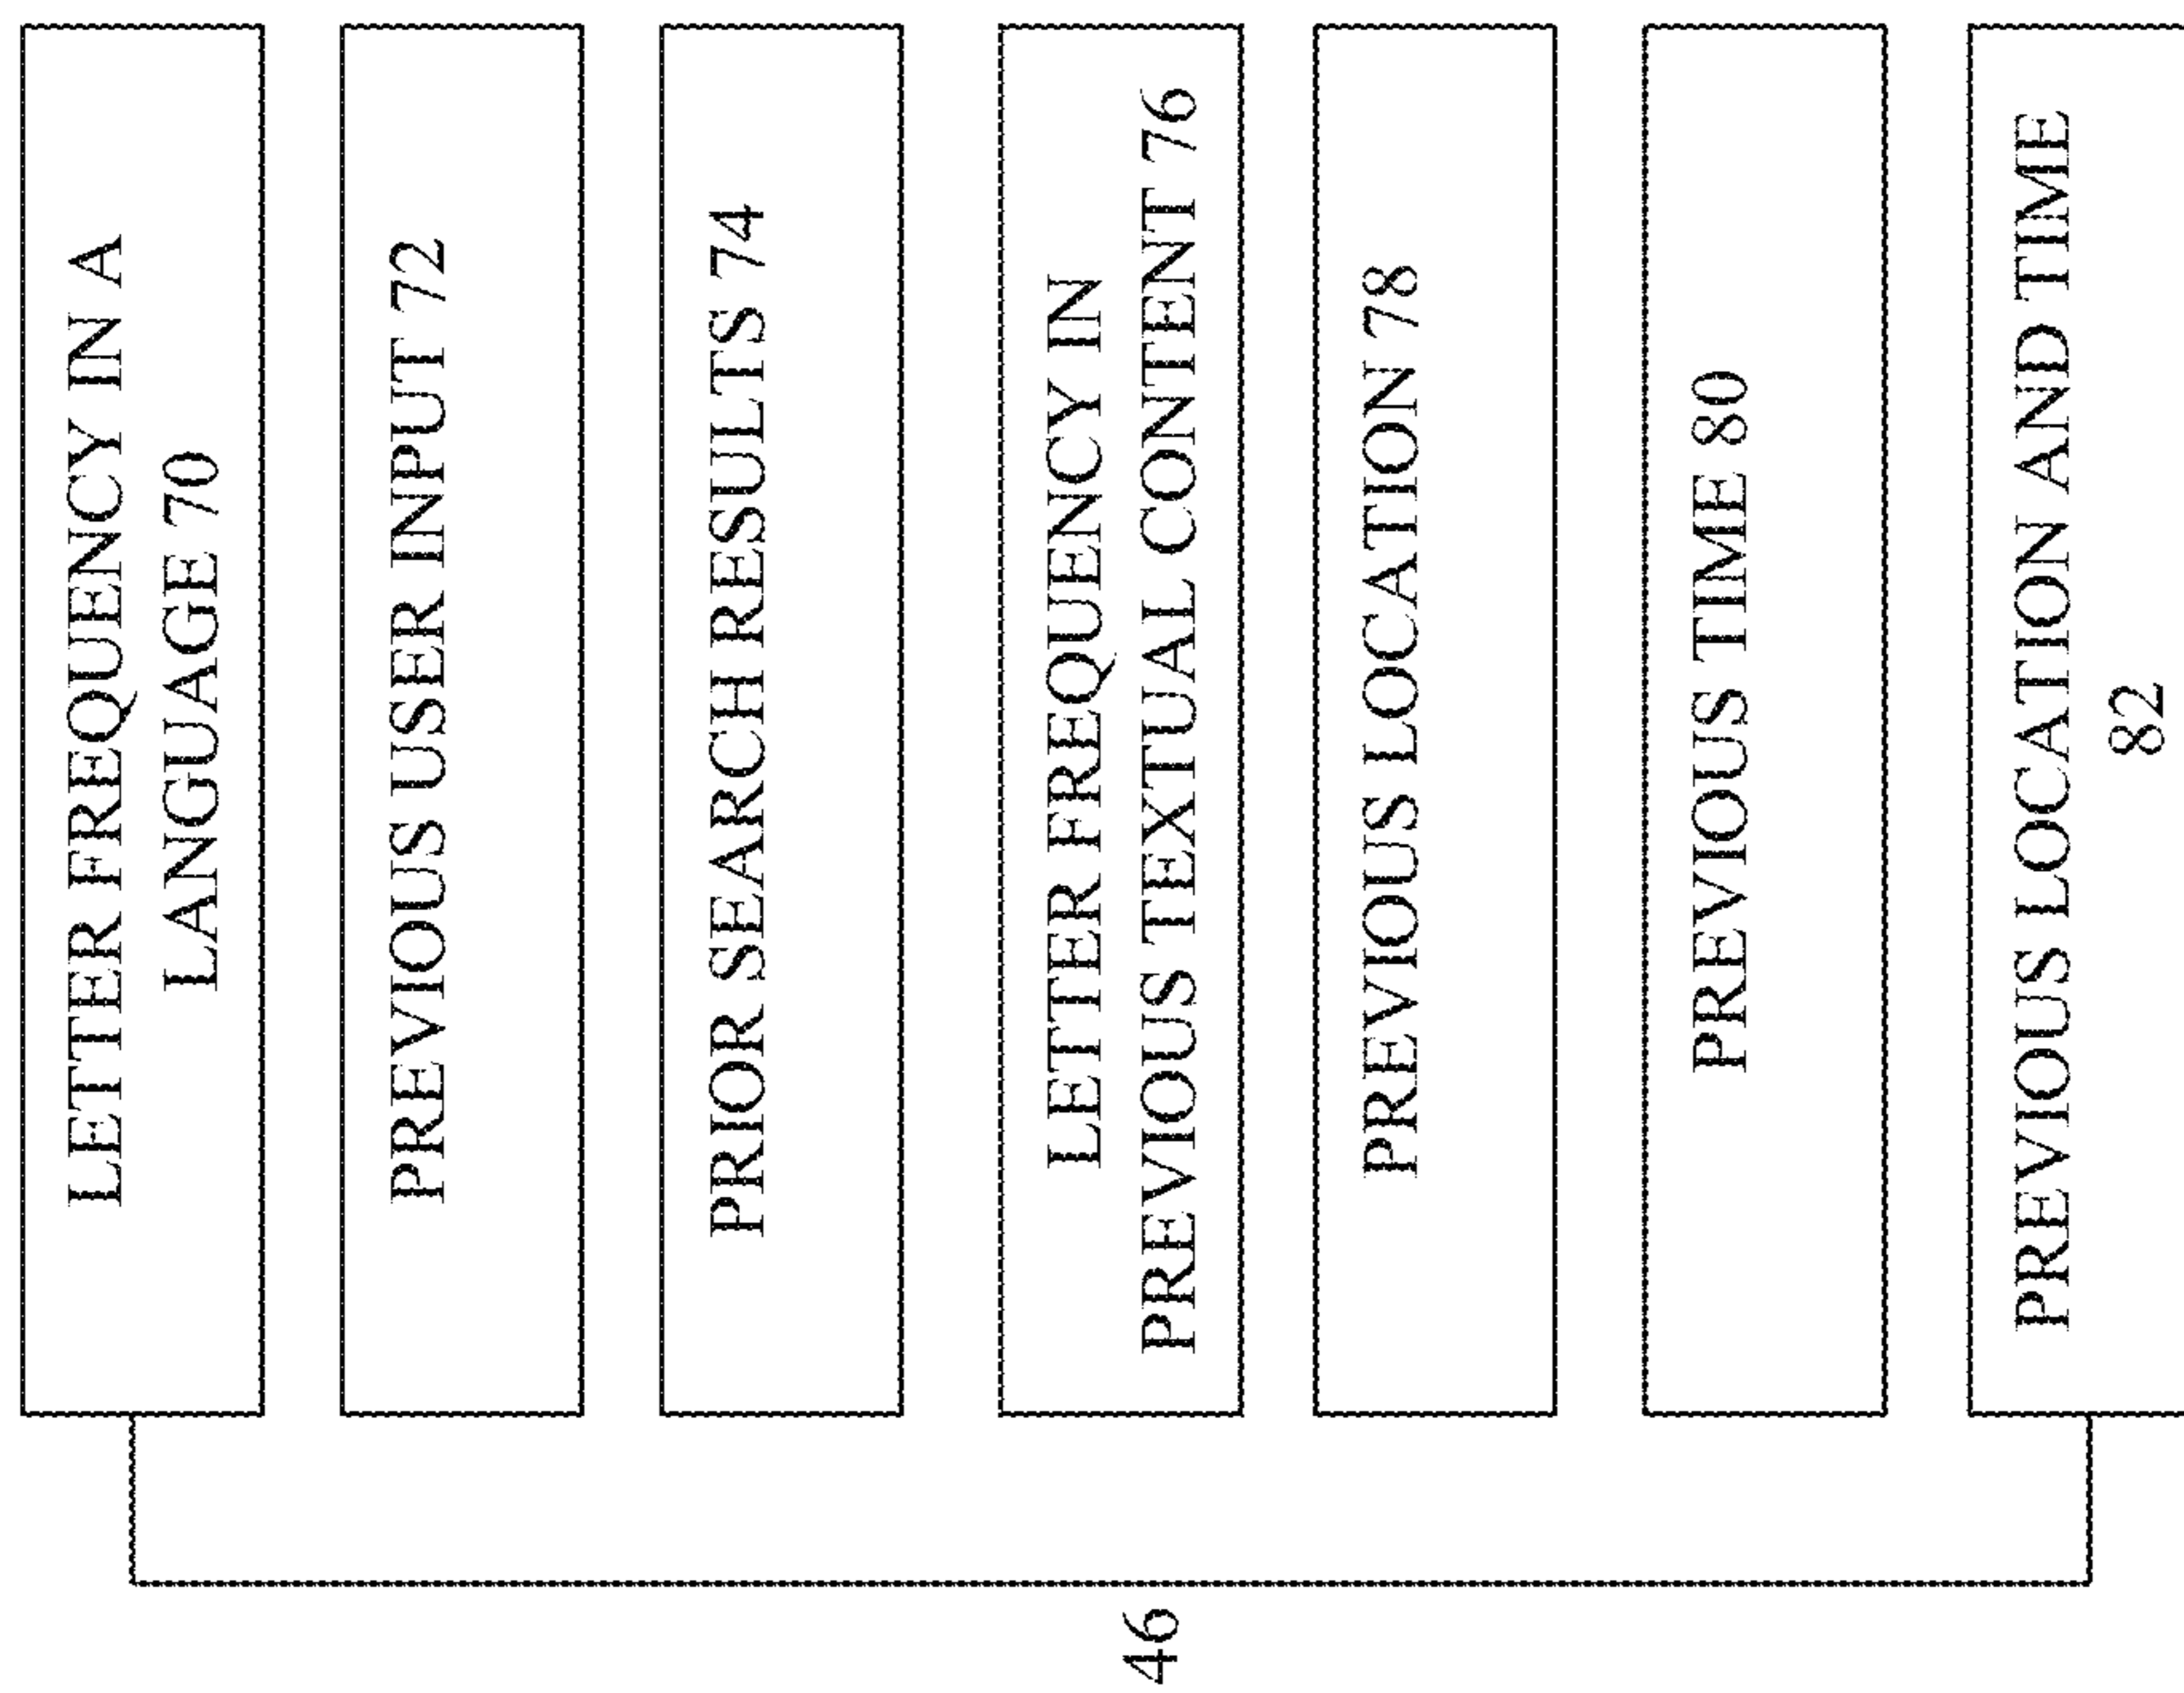 LETTER FREQUENCY IN A
LANGUAGE 70
PREVIOUS USER INPUT 72
PRIOR SEARCH RESULTS 74
LETTER FREQUENCY IN
PREVIOUS TEXTUAL CONTENT 76
PREVIOUS LOCATION 78
PREVIOUS TIME 80
PREVIOUS LOCATION AND TIME
82
46